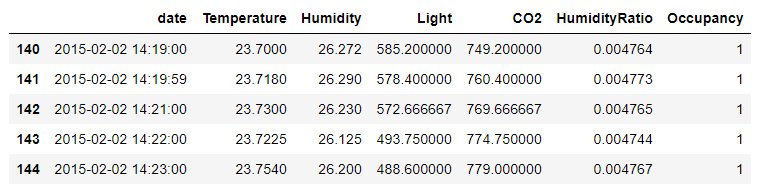 date Temperature Humidity Light CO2 HumidityRatio Occupancy
140 2015-02-02 14:19:00 23.7000 26.272 585.200000 749.200000 0.004764 1
141 2015-02-02 14:19:59 23.7180 26.290 578.400000 760.400000 0.004773 1
142 2015-02-02 14:21:00 23.7300 26.230 572.666667 769.666667 0.004765 1
143 2015-02-02 14:22:00 23.7225 26.125 493.750000 774.750000 0.004744 1
144 2015-02-02 14:23:00 23.7540 26.200 488.600000 779.000000 0.004767 1